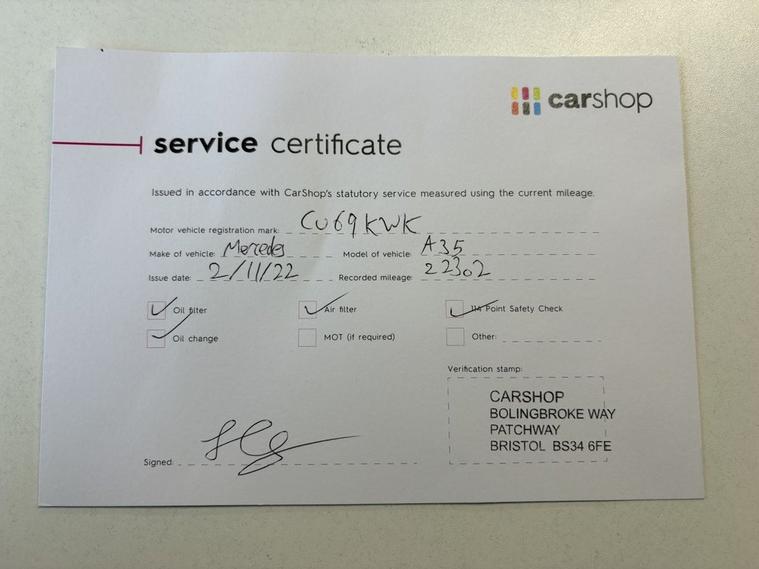 carshop
service certificate
Issued in accordance with CarShop's statutory service measured using the current mileage.
Motor vehicle registration mark: CU69KWK
Make of vehicle: Mercedes Model of vehicle: A35
Issue date: 2/11/22 Recorded mileage: 22302
Oil filter Air filter 114 Point Safety Check
Oil change MOT (if required) Other:
Verification stamp:
CARSHOP
BOLINGBROKE WAY
PATCHWAY
BRISTOL BS34 6FE
Signed: